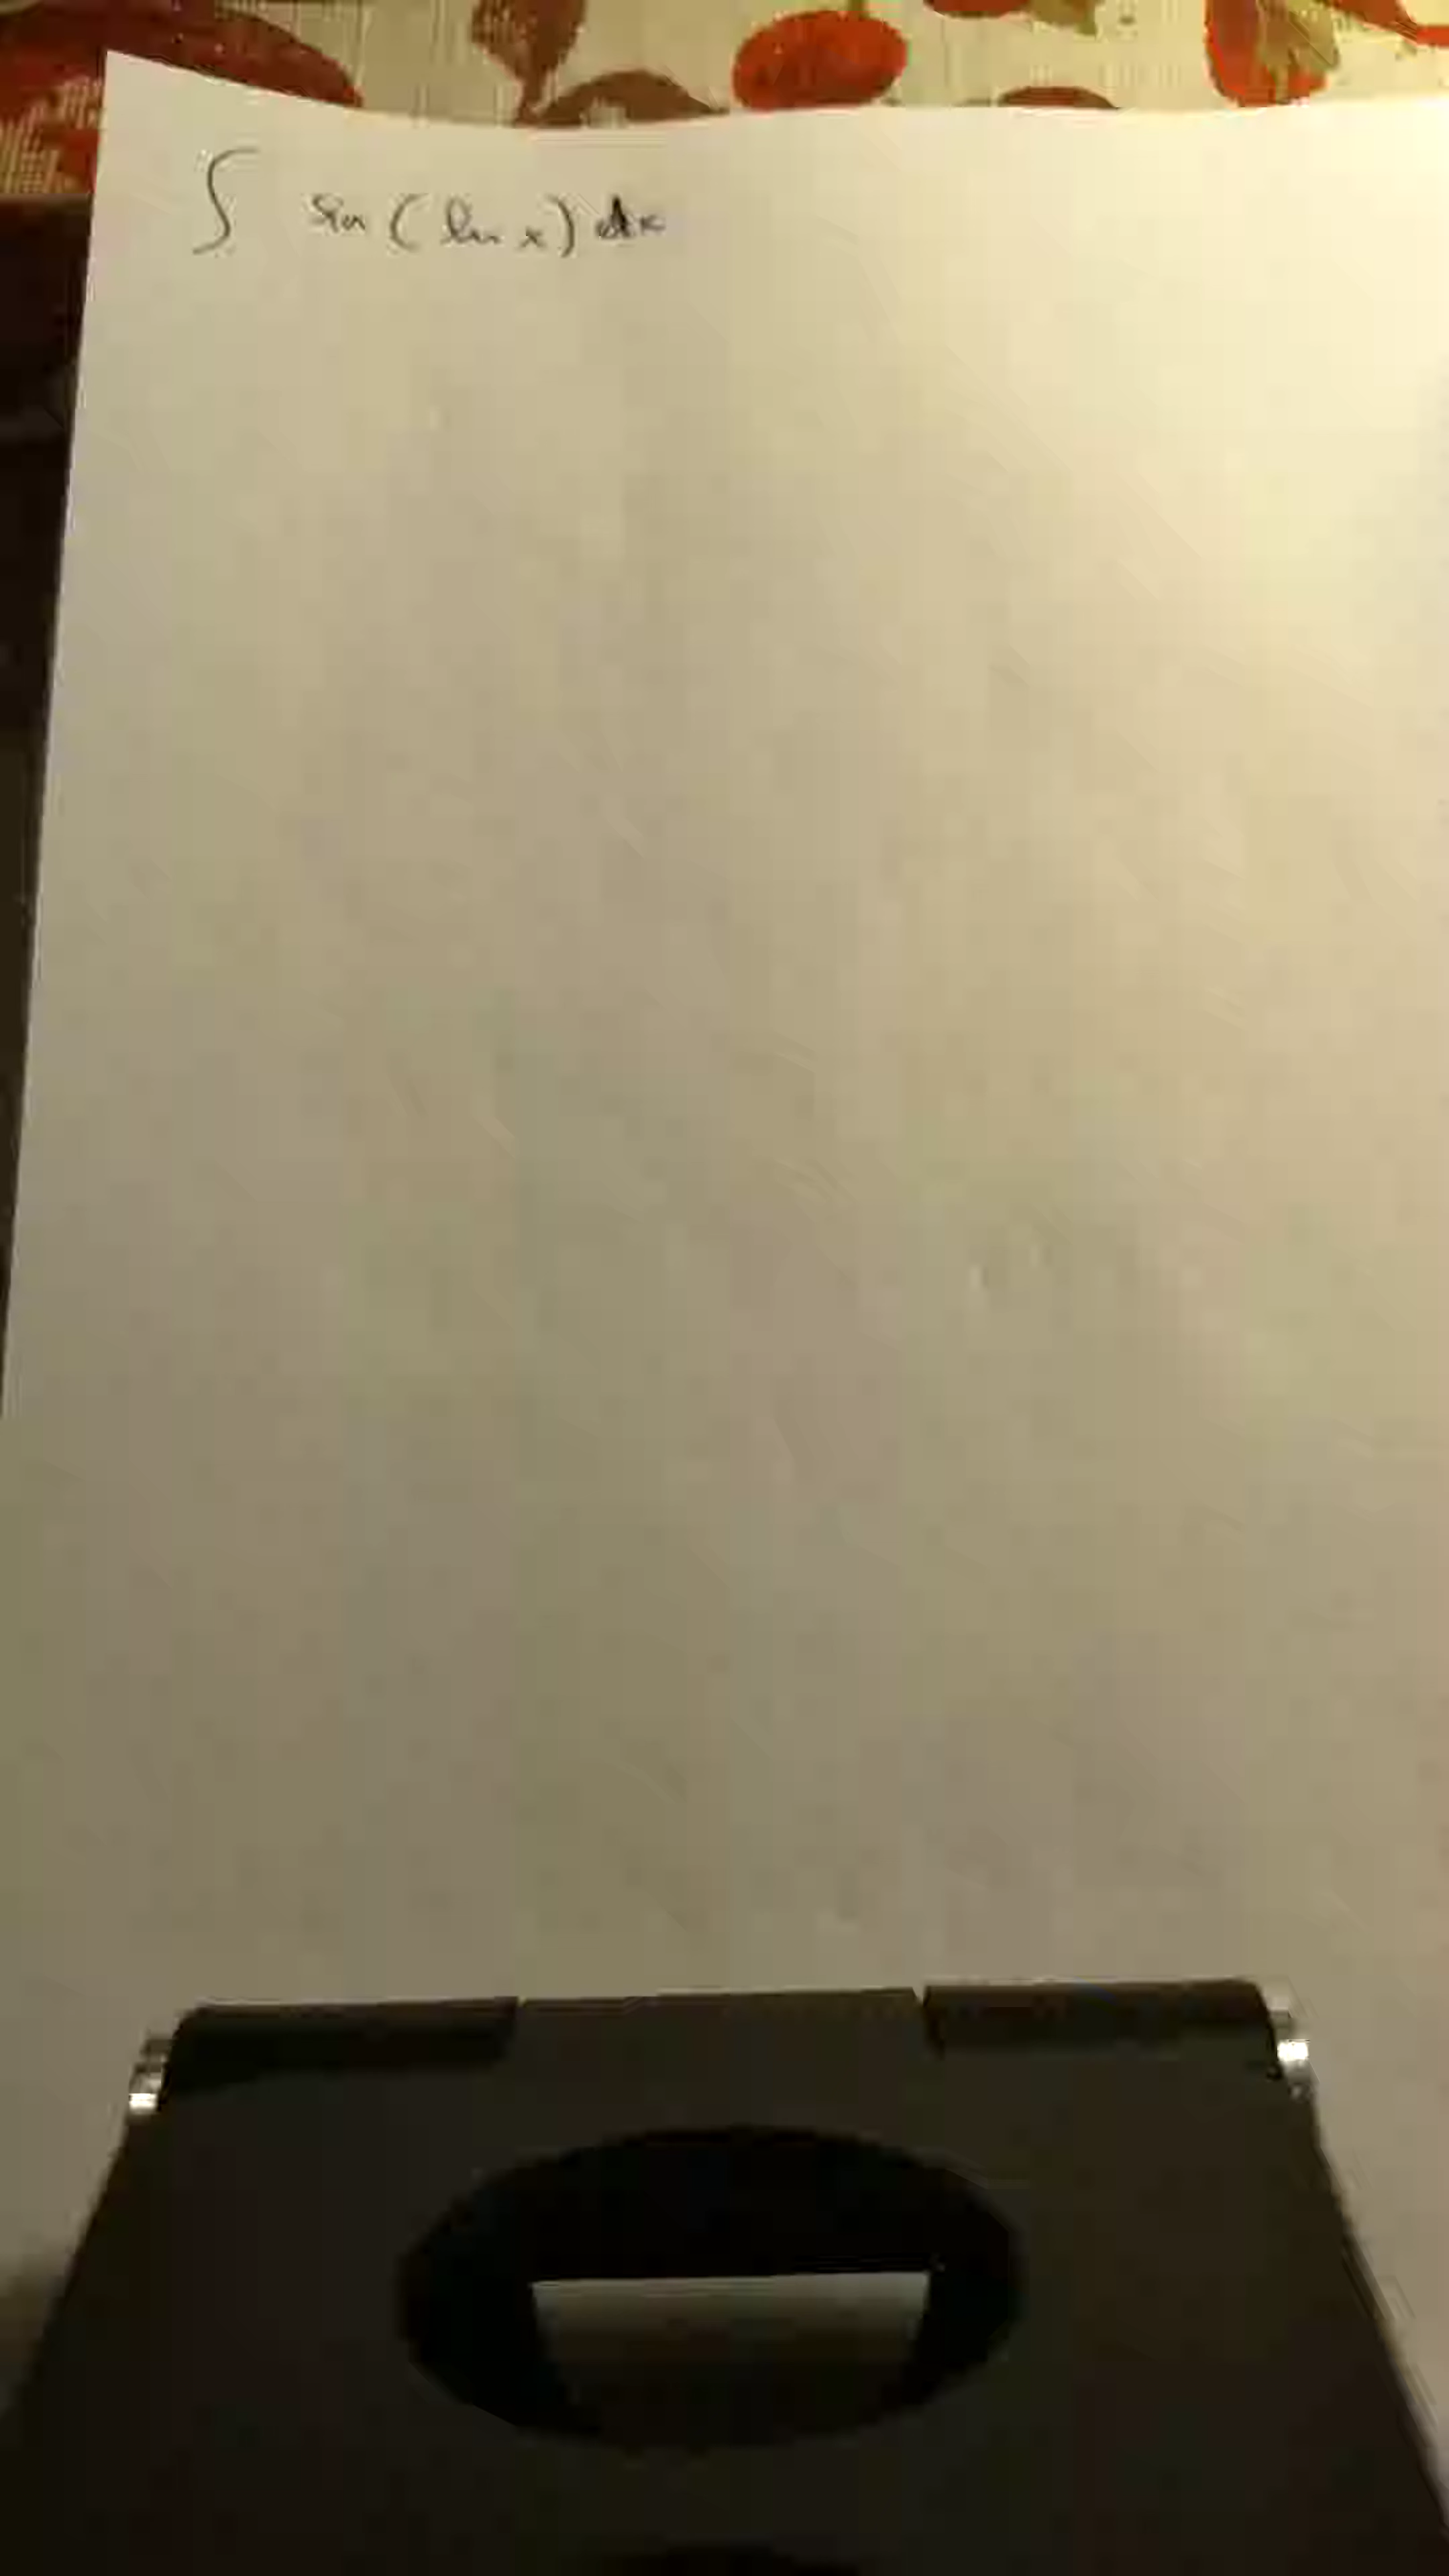 ∫ sin (ln x) dx